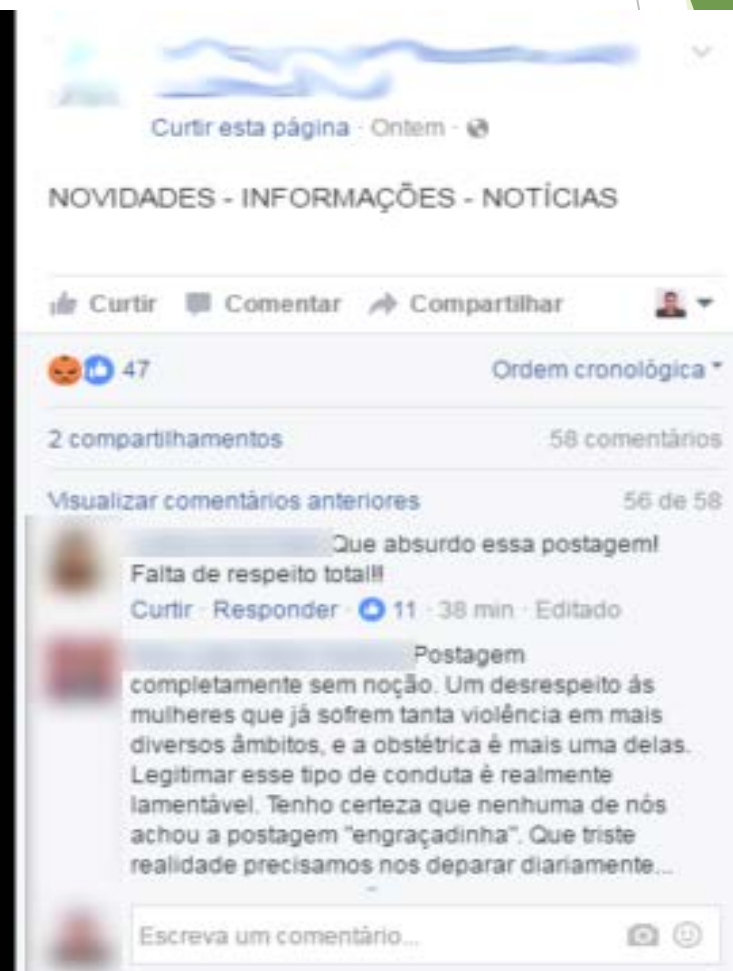 Curtir esta página · Ontem ·
NOVIDADES - INFORMAÇÕES - NOTÍCIAS
Curtir Comentar Compartilhar
47 Ordem cronológica
2 compartilhamentos 58 comentários
Visualizar comentários anteriores 56 de 58
Que absurdo essa postagem!
Falta de respeito total!!!
Curtir · Responder · 11 · 38 min · Editado
Postagem
completamente sem noção. Um desrespeito ás
mulheres que já sofrem tanta violência em mais
diversos âmbitos, e a obstétrica é mais uma delas.
Legitimar esse tipo de conduta é realmente
lamentável. Tenho certeza que nenhuma de nós
achou a postagem "engraçadinha". Que triste
realidade precisamos nos deparar diariamente...
Escreva um comentário...